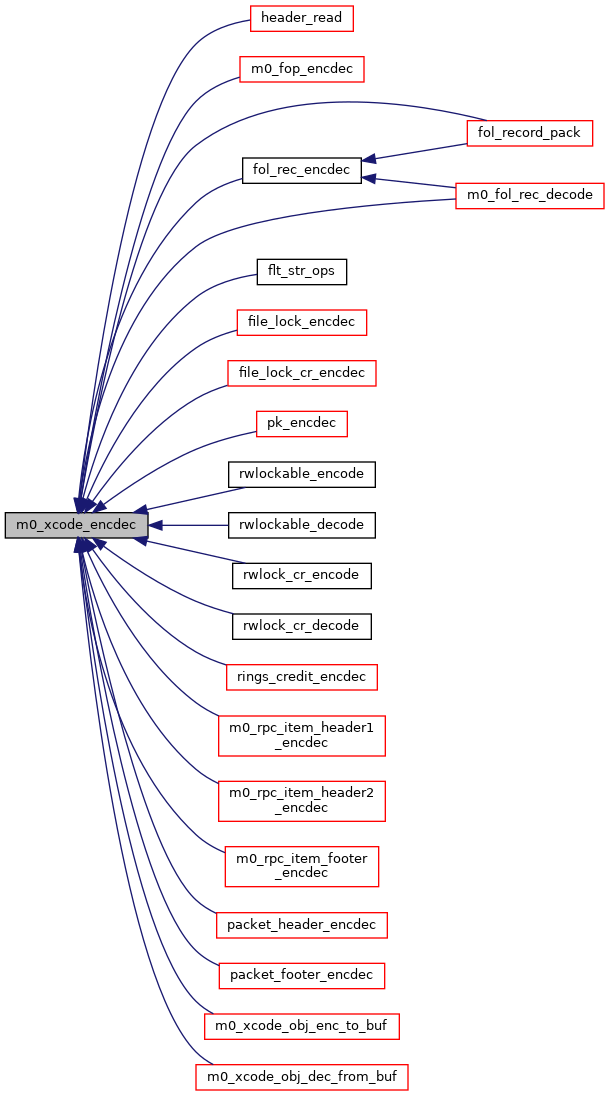 header_read
m0_fop_encdec
fol_record_pack
fol_rec_encdec
m0_fol_rec_decode
flt_str_ops
file_lock_encdec
file_lock_cr_encdec
pk_encdec
rwlockable_encode
m0_xcode_encdec
rwlockable_decode
rwlock_cr_encode
rwlock_cr_decode
rings_credit_encdec
m0_rpc_item_header1
_encdec
m0_rpc_item_header2
_encdec
m0_rpc_item_footer
_encdec
packet_header_encdec
packet_footer_encdec
m0_xcode_obj_enc_to_buf
m0_xcode_obj_dec_from_buf